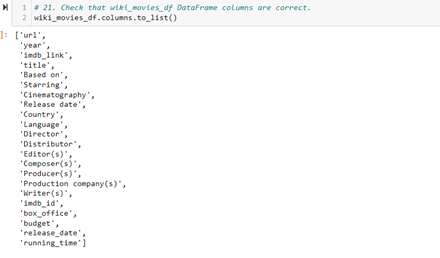 1 # 21. Check that wiki_movies_df DataFrame columns are correct.
2 wiki_movies_df.columns.to_list()
]: ['url',
'year',
'imdb_link',
'title',
'Based on',
'Starring',
'Cinematography',
'Release date',
'Country',
'Language',
'Director',
'Distributor',
'Editor(s)',
'Composer(s)',
'Producer(s)',
'Production company(s)',
'Writer(s)',
'imdb_id',
'box_office',
'budget',
'release_date',
'running_time']